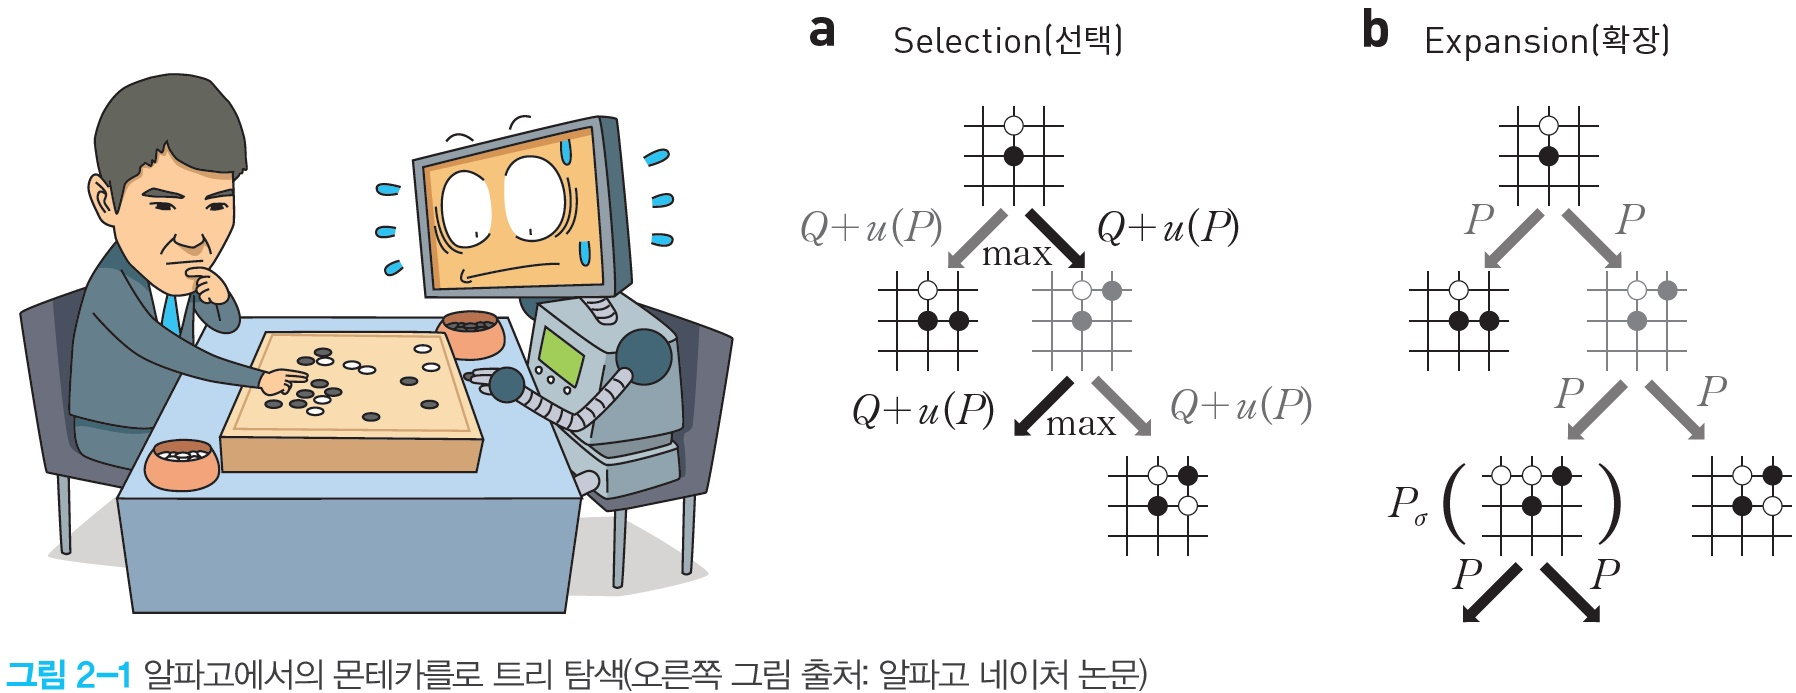 a Selection(선택)
Q+u(P) max Q+u(P)
Q+u(P) max Q+u(P)
b Expansion(확장)
P P
P P
Pσ ( )
P P
그림 2-1 알파고에서의 몬테카를로 트리 탐색(오른쪽 그림 출처: 알파고 네이처 논문)